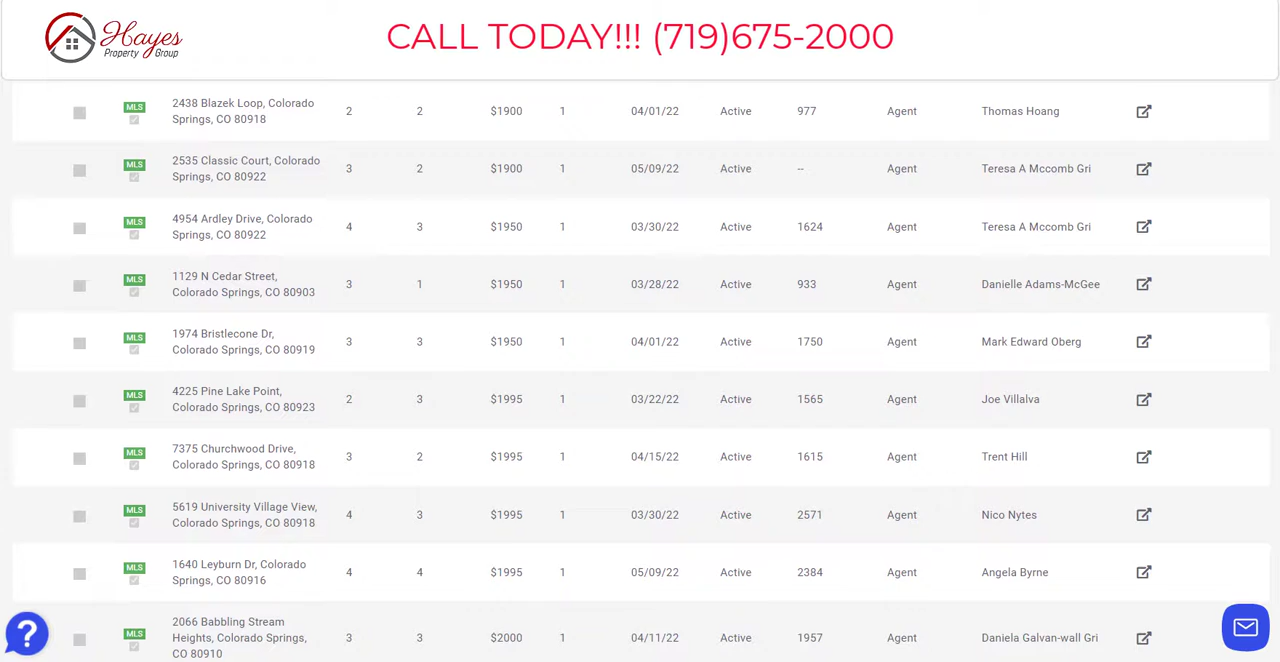 Hayes
Property Group
CALL TODAY!!! (719)675-2000
MLS 2438 Blazek Loop, Colorado Springs, CO 80918 2 2 $1900 1 04/01/22 Active 977 Agent Thomas Hoang
MLS 2535 Classic Court, Colorado Springs, CO 80922 3 2 $1900 1 05/09/22 Active -- Agent Teresa A Mccomb Gri
MLS 4954 Ardley Drive, Colorado Springs, CO 80922 4 3 $1950 1 03/30/22 Active 1624 Agent Teresa A Mccomb Gri
MLS 1129 N Cedar Street, Colorado Springs, CO 80903 3 1 $1950 1 03/28/22 Active 933 Agent Danielle Adams-McGee
MLS 1974 Bristlecone Dr, Colorado Springs, CO 80919 3 3 $1950 1 04/01/22 Active 1750 Agent Mark Edward Oberg
MLS 4225 Pine Lake Point, Colorado Springs, CO 80923 2 3 $1995 1 03/22/22 Active 1565 Agent Joe Villalva
MLS 7375 Churchwood Drive, Colorado Springs, CO 80918 3 2 $1995 1 04/15/22 Active 1615 Agent Trent Hill
MLS 5619 University Village View, Colorado Springs, CO 80918 4 3 $1995 1 03/30/22 Active 2571 Agent Nico Nytes
MLS 1640 Leyburn Dr, Colorado Springs, CO 80916 4 4 $1995 1 05/09/22 Active 2384 Agent Angela Byrne
MLS 2066 Babbling Stream Heights, Colorado Springs, CO 80910 3 3 $2000 1 04/11/22 Active 1957 Agent Daniela Galvan-wall Gri
?